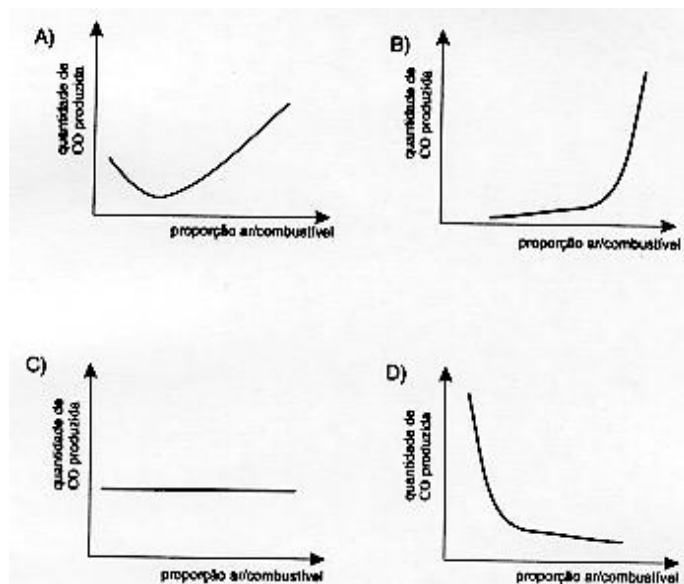 A)
quantidade de
CO produzida
proporção ar/combustível
B)
quantidade de
CO produzida
proporção ar/combustível
C)
quantidade de
CO produzida
proporção ar/combustível
D)
quantidade de
CO produzida
proporção ar/combustível